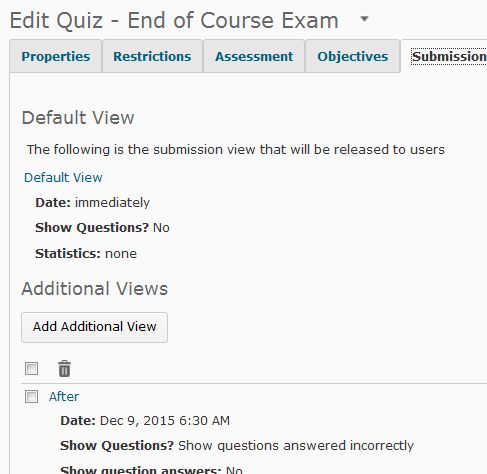 Edit Quiz - End of Course Exam
Properties Restrictions Assessment Objectives Submission
Default View
The following is the submission view that will be released to users
Default View
Date: immediately
Show Questions? No
Statistics: none
Additional Views
Add Additional View
After
Date: Dec 9, 2015 6:30 AM
Show Questions? Show questions answered incorrectly
Show question answers: No